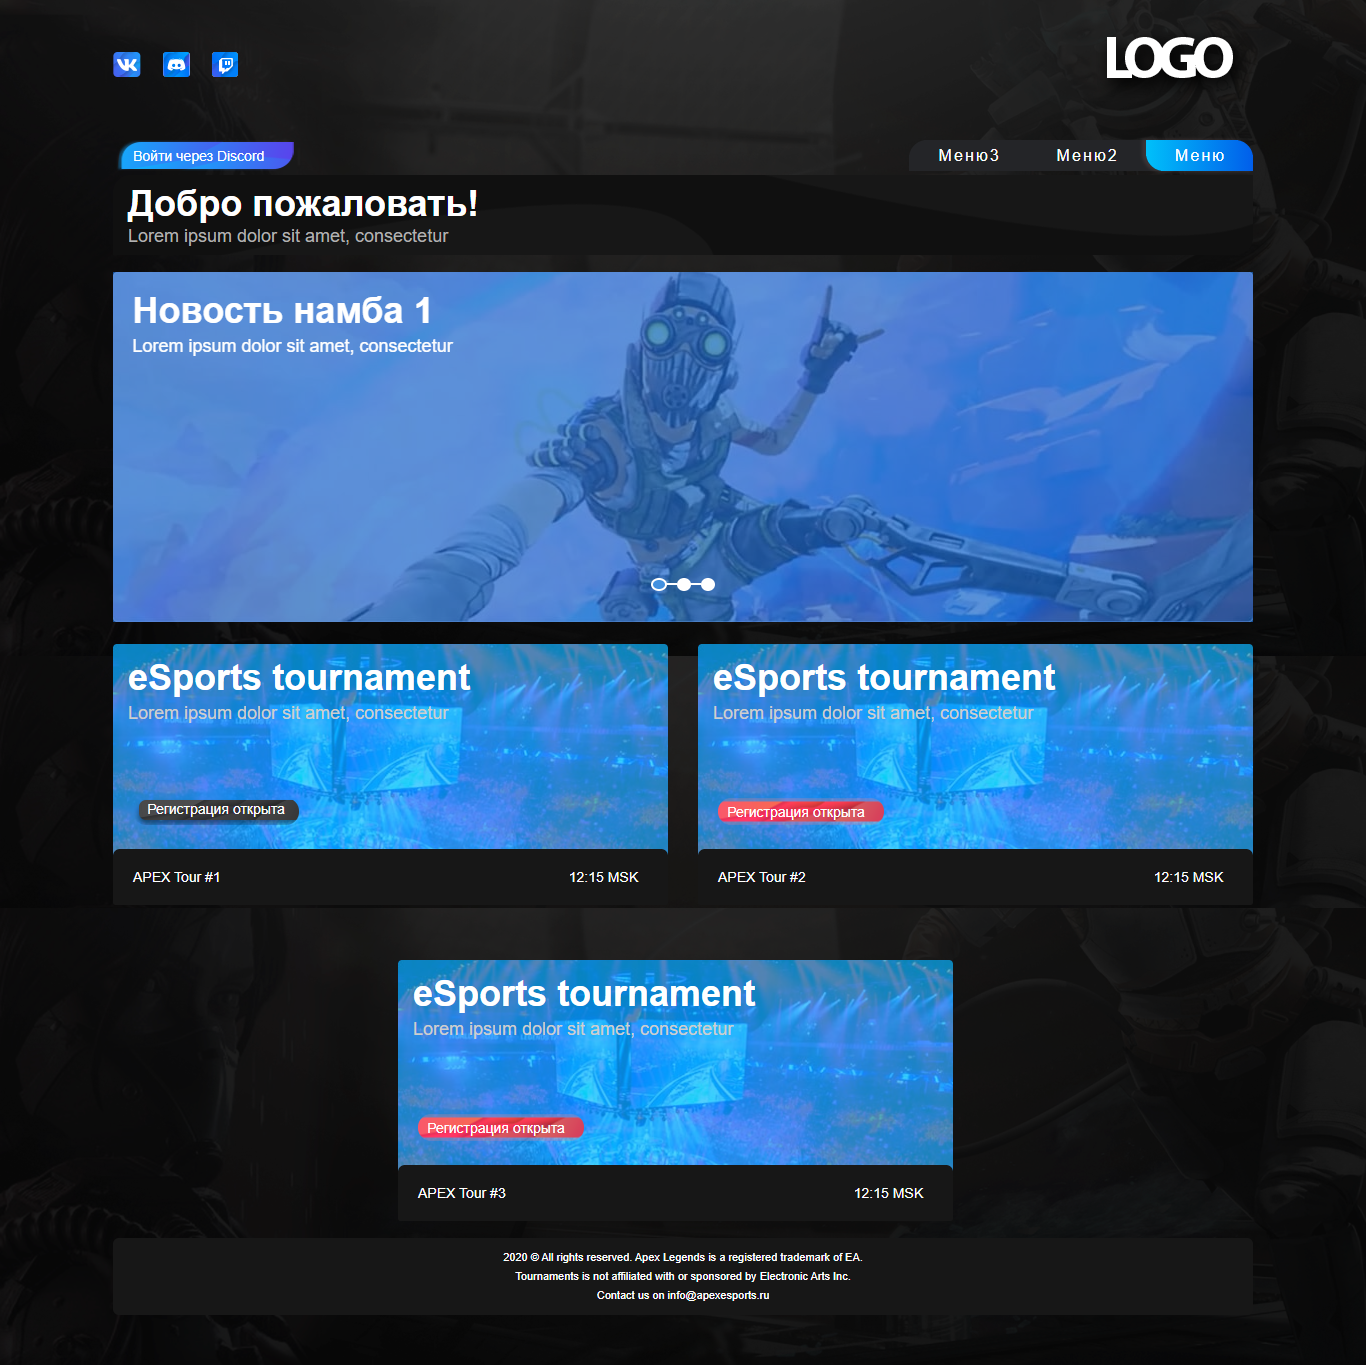 LOGO
Войти через Discord
Меню3
Меню2
Меню
Добро пожаловать!
Lorem ipsum dolor sit amet, consectetur
Новость намба 1
Lorem ipsum dolor sit amet, consectetur
eSports tournament
Lorem ipsum dolor sit amet, consectetur
Регистрация открыта
APEX Tour #1
12:15 MSK
eSports tournament
Lorem ipsum dolor sit amet, consectetur
Регистрация открыта
APEX Tour #2
12:15 MSK
eSports tournament
Lorem ipsum dolor sit amet, consectetur
Регистрация открыта
APEX Tour #3
12:15 MSK
2020 © All rights reserved. Apex Legends is a registered trademark of EA.
Tournaments is not affiliated with or sponsored by Electronic Arts Inc.
Contact us on info@apexesports.ru